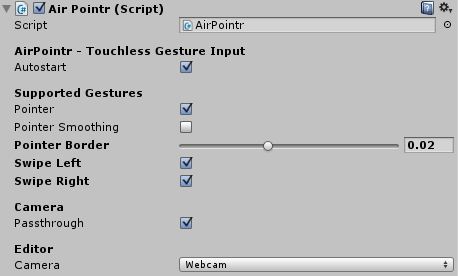 Air Pointr (Script)
Script AirPointr
AirPointr - Touchless Gesture Input
Autostart
Supported Gestures
Pointer
Pointer Smoothing
Pointer Border 0.02
Swipe Left
Swipe Right
Camera
Passthrough
Editor
Camera Webcam